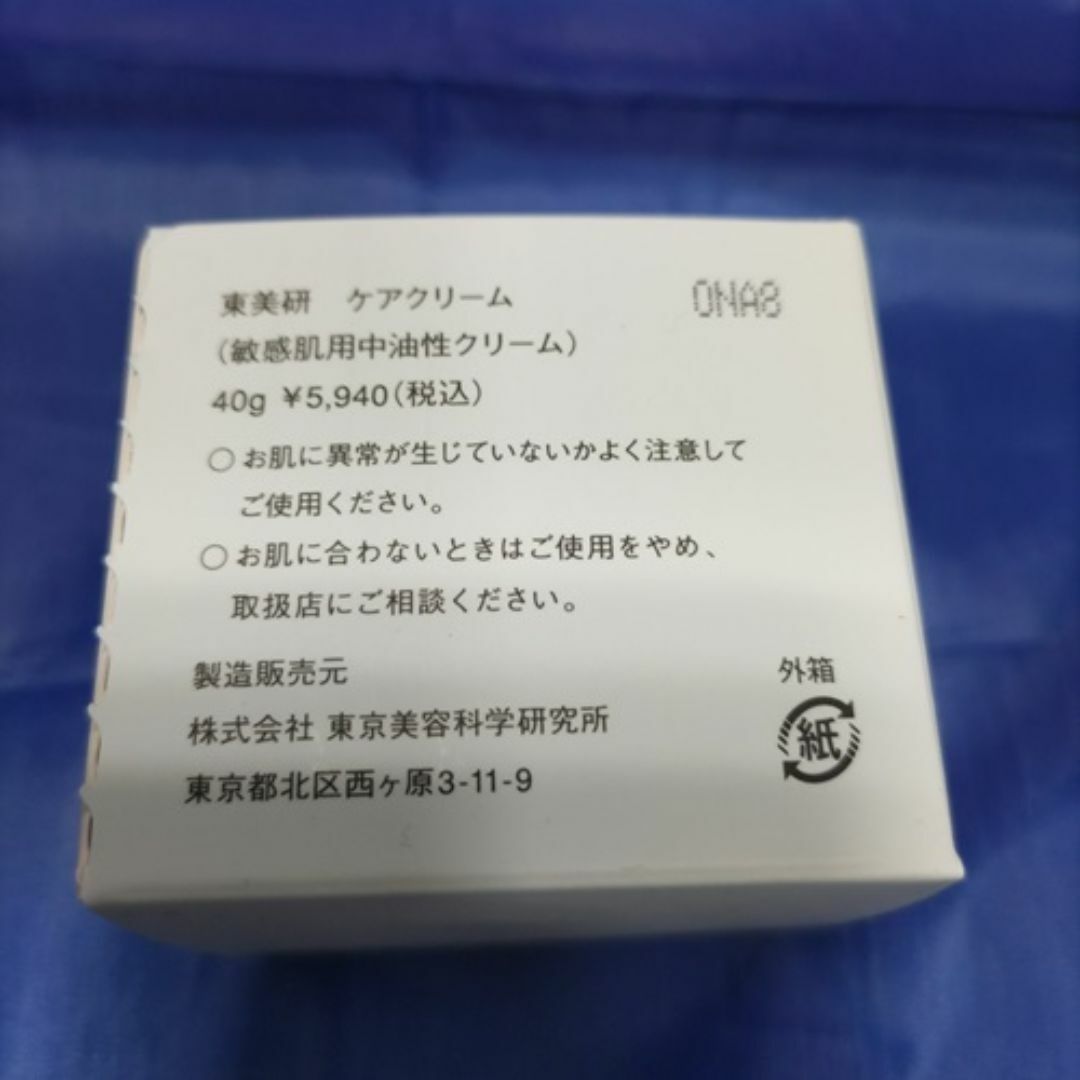 東美研 ケアクリーム
0NA8
(敏感肌用中油性クリーム)
40g ¥5,940(税込)
○お肌に異常が生じていないかよく注意して
ご使用ください。
○お肌に合わないときはご使用をやめ、
取扱店にご相談ください。
製造販売元
株式会社 東京美容科学研究所
東京都北区西ヶ原3-11-9
外箱
紙